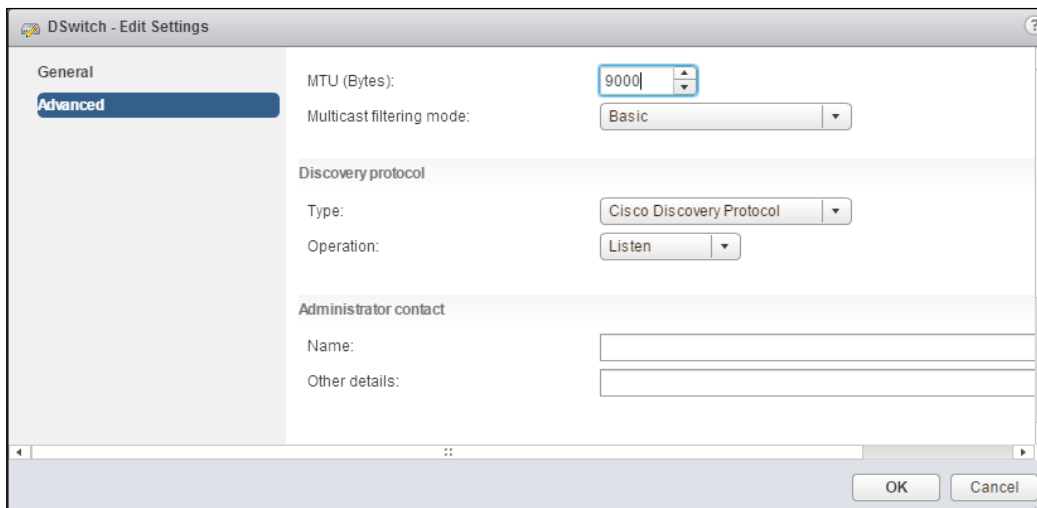 DSwitch - Edit Settings
?
General
Advanced
MTU (Bytes): 9000
Multicast filtering mode: Basic
Discovery protocol
Type: Cisco Discovery Protocol
Operation: Listen
Administrator contact
Name:
Other details:
OK Cancel